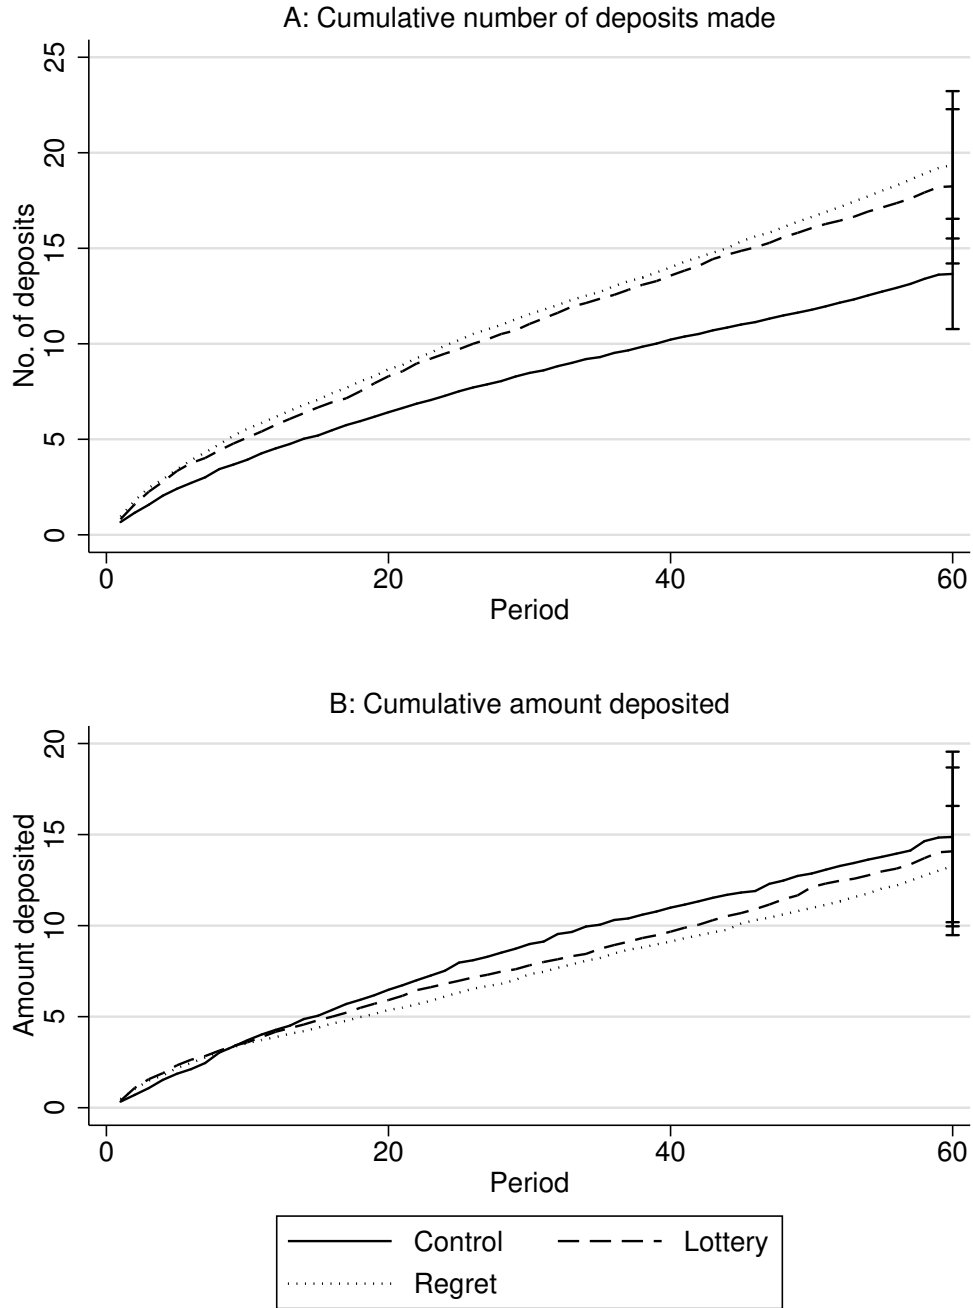 A: Cumulative number of deposits made
25
20
15
10
5
0
No. of deposits
0 20 40 60
Period
B: Cumulative amount deposited
20
15
10
5
0
Amount deposited
0 20 40 60
Period
Control Lottery
Regret